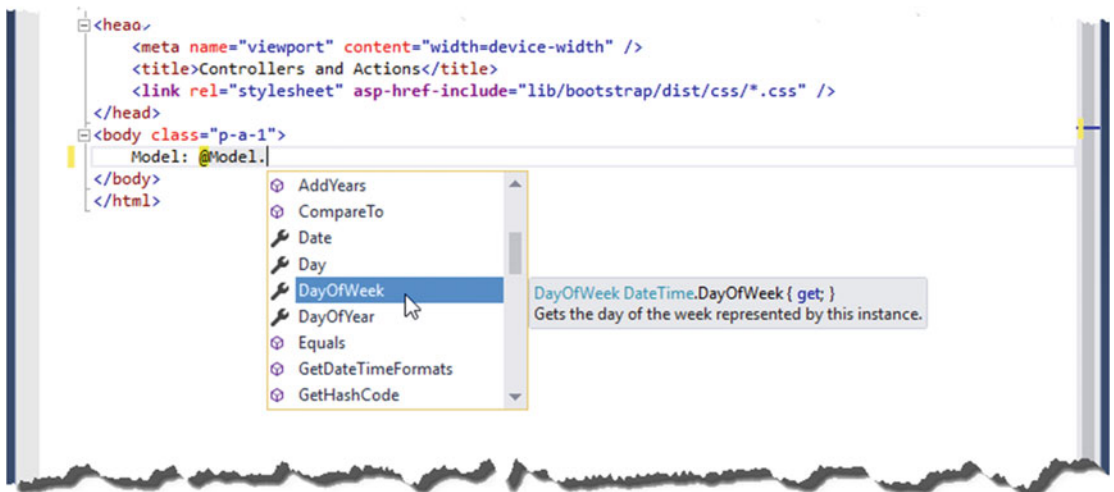 <head>
<meta name="viewport" content="width=device-width" />
<title>Controllers and Actions</title>
<link rel="stylesheet" asp-href-include="lib/bootstrap/dist/css/*.css" />
</head>
<body class="p-a-1">
Model: @Model.
</body>
</html>
AddYears
CompareTo
Date
Day
DayOfWeek
DayOfYear
Equals
GetDateTimeFormats
GetHashCode
DayOfWeek DateTime.DayOfWeek { get; }
Gets the day of the week represented by this instance.